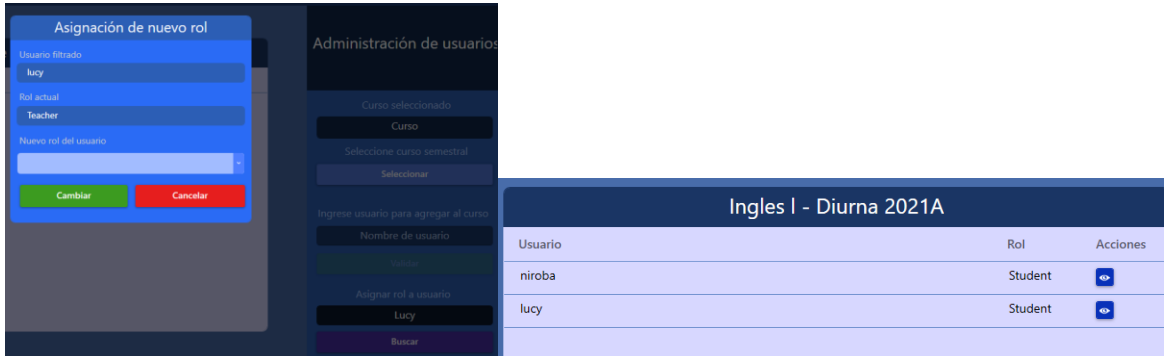 Asignación de nuevo rol
Usuario filtrado
lucy
Rol actual
Teacher
Nuevo rol del usuario
Cambiar
Cancelar
Administración de usuarios
Curso seleccionado
Curso
Seleccione curso semestral
Seleccionar
Ingrese usuario para agregar al curso
Nombre de usuario
Validar
Asignar rol a usuario
Lucy
Buscar
Ingles I - Diurna 2021A
Usuario Rol Acciones
niroba Student
lucy Student